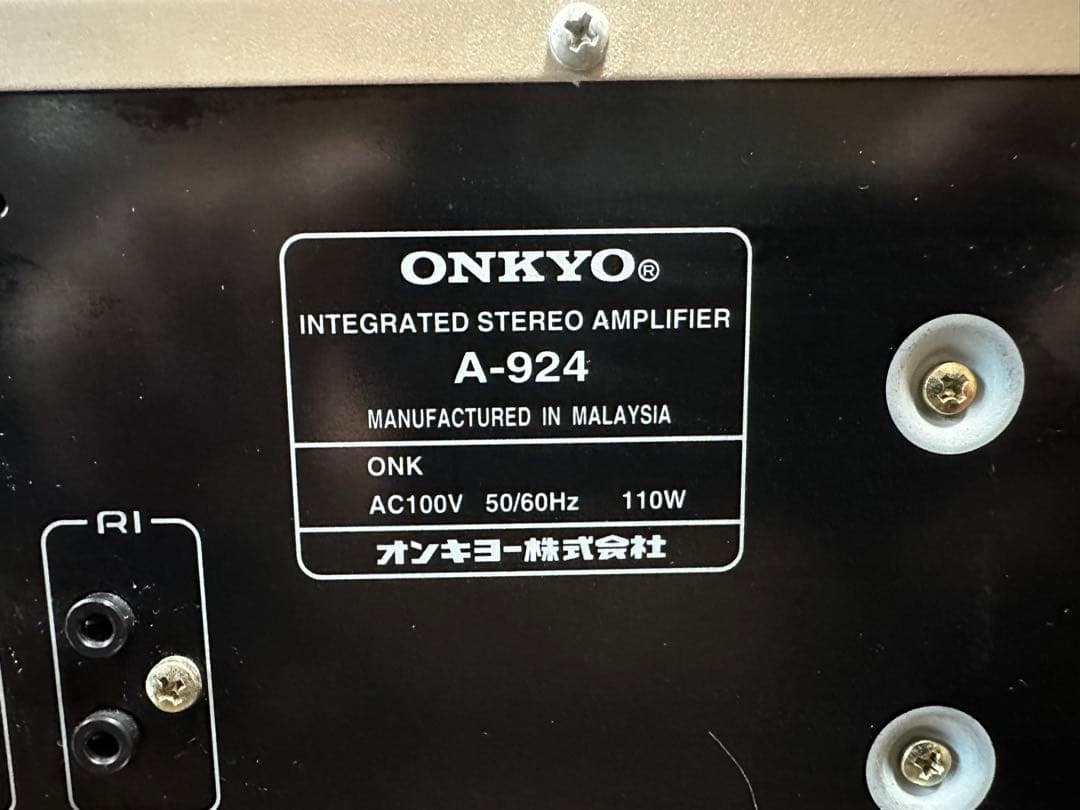 ONKYO®
INTEGRATED STEREO AMPLIFIER
A-924
MANUFACTURED IN MALAYSIA
ONK
AC100V 50/60Hz 110W
オンキヨー株式会社
RI